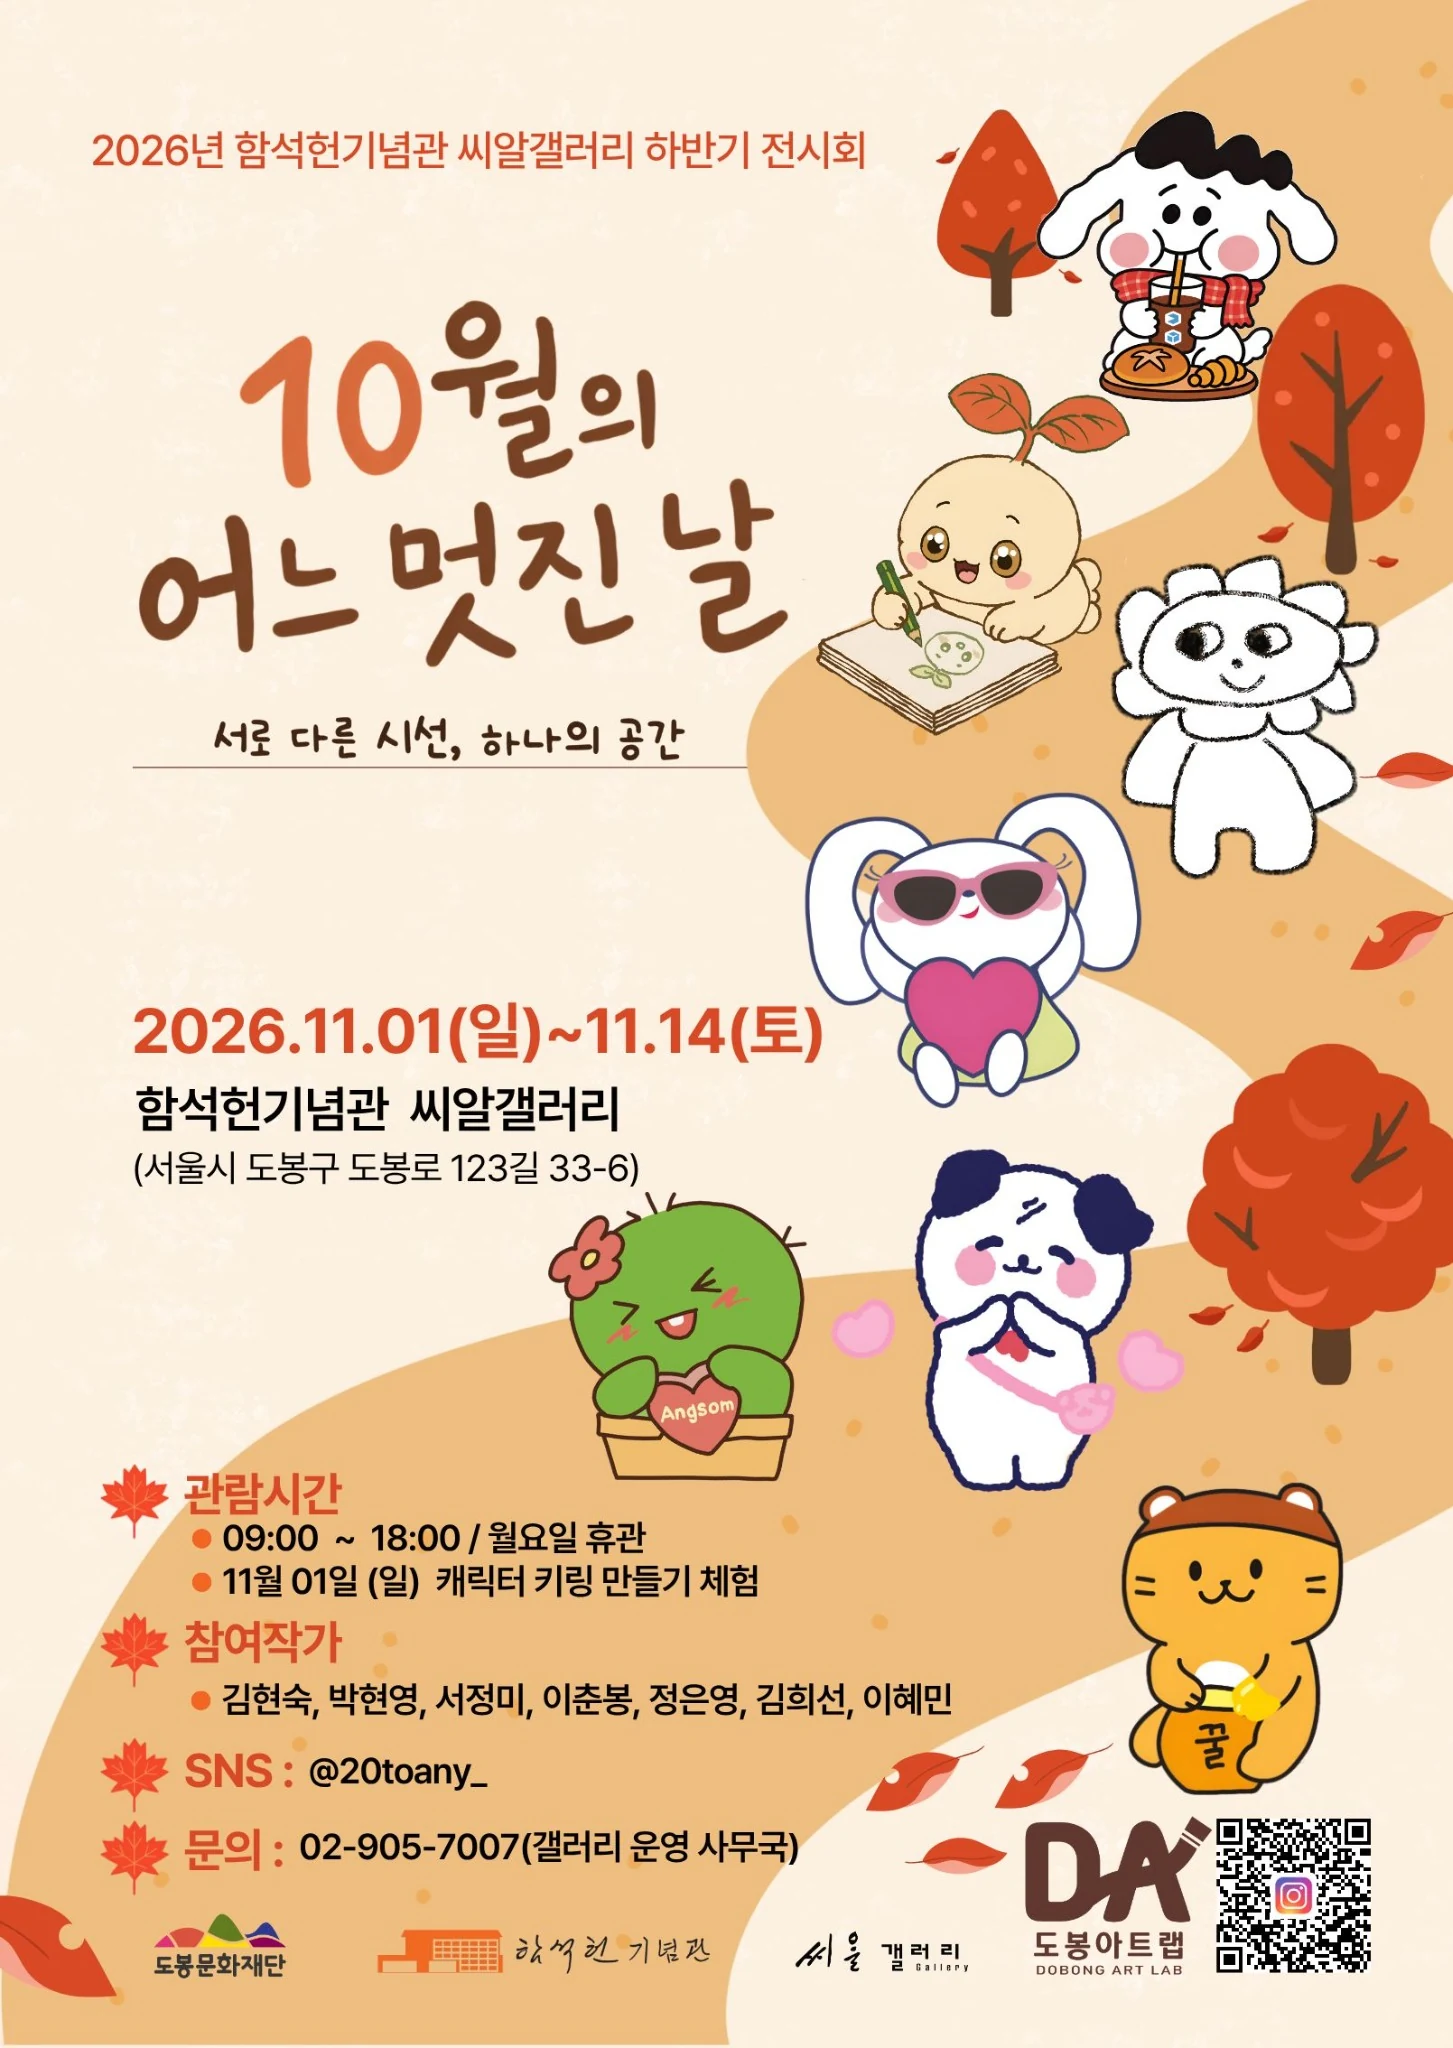 2026년 함석헌기념관 씨알갤러리 하반기 전시회
10월의
어느 멋진 날
서로 다른 시선, 하나의 공간
2026.11.01(일)~11.14(토)
함석헌기념관 씨알갤러리
(서울시 도봉구 도봉로 123길 33-6)
Angsom
관람시간
09:00 ~ 18:00 / 월요일 휴관
11월 01일 (일) 캐릭터 키링 만들기 체험
참여작가
김현숙, 박현영, 서정미, 이춘봉, 정은영, 김희선, 이혜민
꿀
SNS : @20toany_
문의 : 02-905-7007(갤러리 운영 사무국)
도봉문화재단
함석헌 기념관
씨올 갤러리
Gallery
DA
도봉아트랩
DOBONG ART LAB